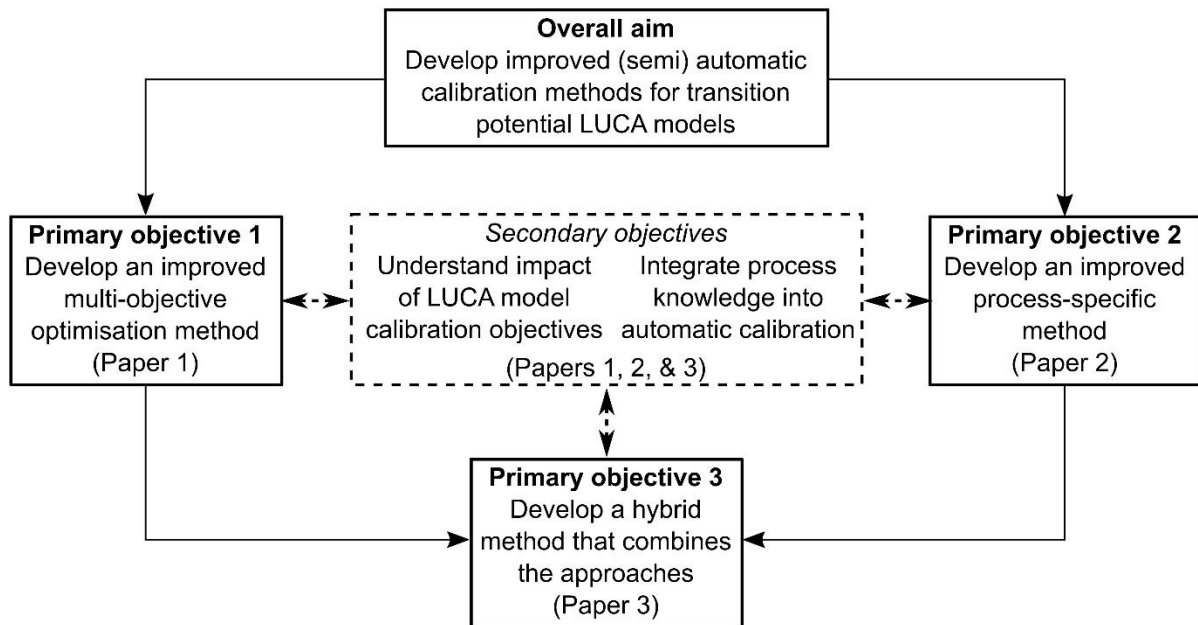 Overall aim
Develop improved (semi) automatic
calibration methods for transition
potential LUCA models
Primary objective 1
Develop an improved
multi-objective
optimisation method
(Paper 1)
Secondary objectives
Understand impact
of LUCA model
calibration objectives
Integrate process
knowledge into
automatic calibration
(Papers 1, 2, & 3)
Primary objective 2
Develop an improved
process-specific
method
(Paper 2)
Primary objective 3
Develop a hybrid
method that combines
the approaches
(Paper 3)